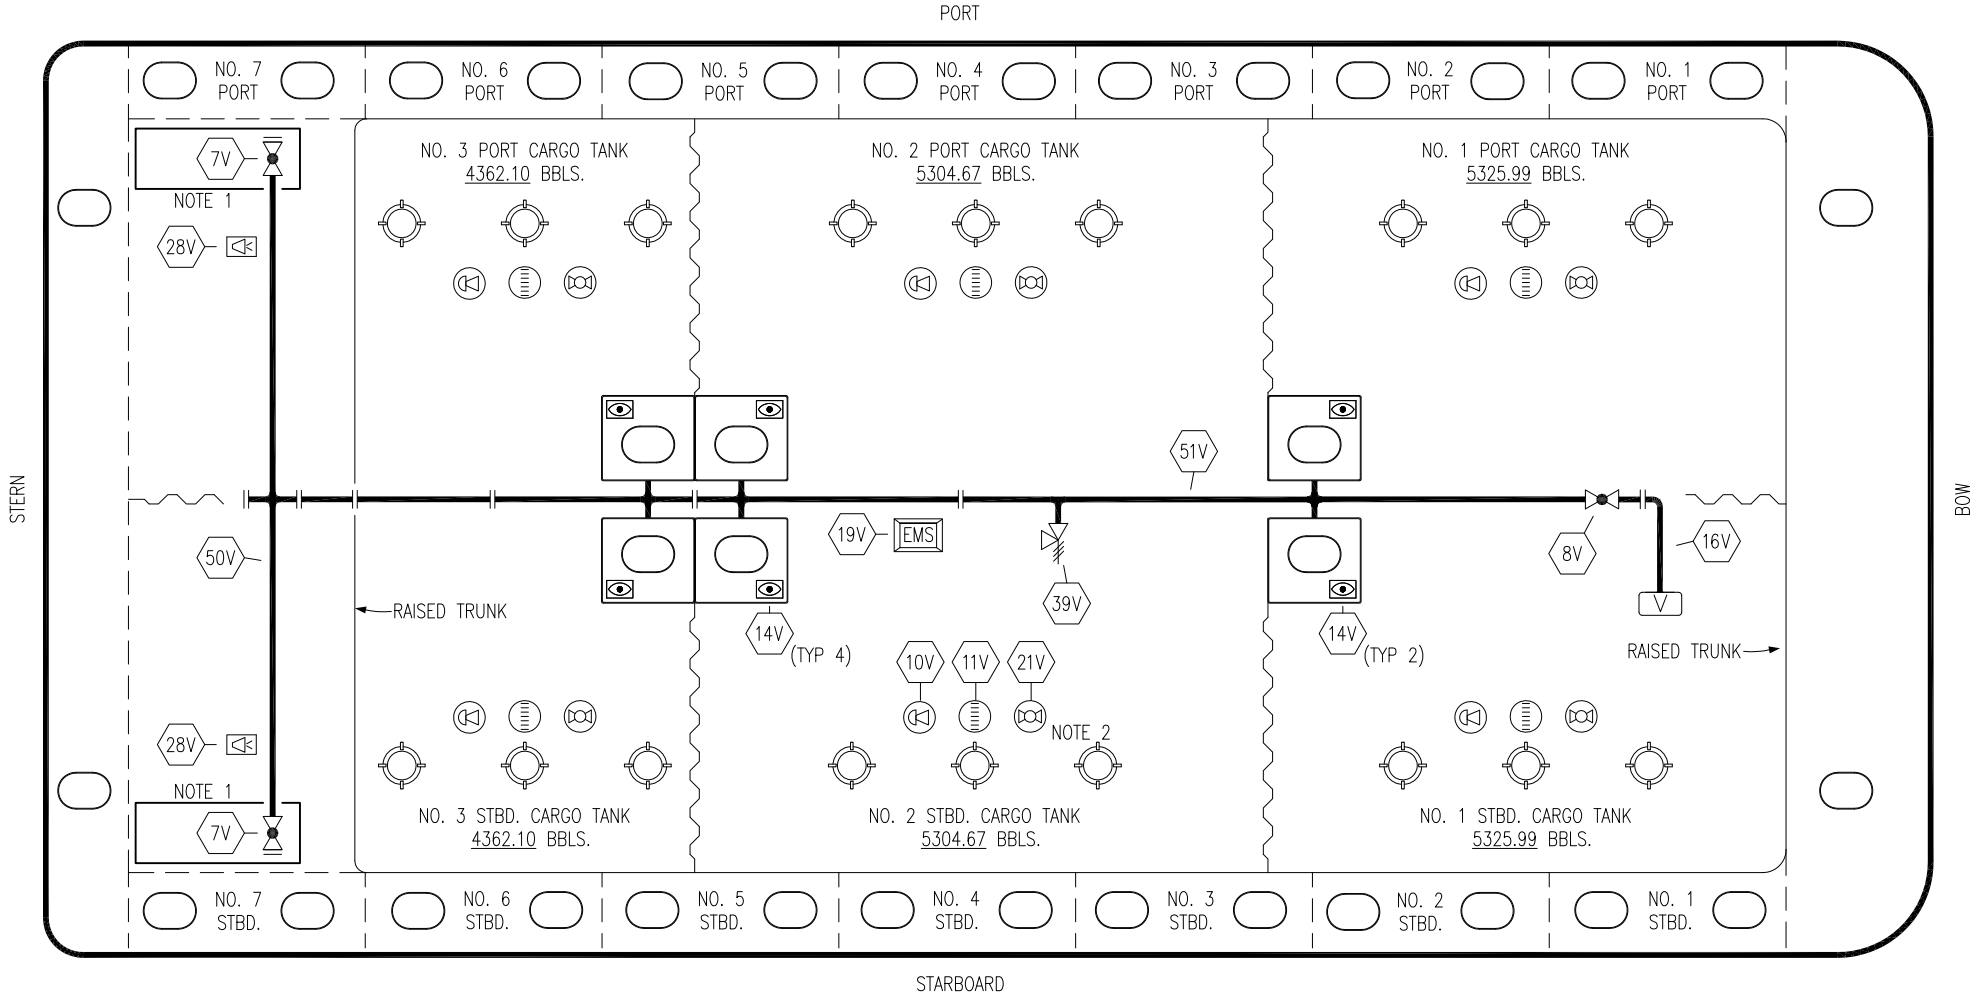 PORT
NO. 7
PORT
NO. 6
PORT
NO. 5
PORT
NO. 4
PORT
NO. 3
PORT
NO. 2
PORT
NO. 1
PORT
7V
NOTE 1
28V
NO. 3 PORT CARGO TANK
4362.10 BBLS.
NO. 2 PORT CARGO TANK
5304.67 BBLS.
NO. 1 PORT CARGO TANK
5325.99 BBLS.
STERN
BOW
51V
50V
19V
EMS
39V
8V
16V
V
RAISED TRUNK
14V
(TYP 4)
14V
(TYP 2)
RAISED TRUNK
10V
11V
21V
NOTE 2
28V
NOTE 1
7V
NO. 3 STBD. CARGO TANK
4362.10 BBLS.
NO. 2 STBD. CARGO TANK
5304.67 BBLS.
NO. 1 STBD. CARGO TANK
5325.99 BBLS.
NO. 7
STBD.
NO. 6
STBD.
NO. 5
STBD.
NO. 4
STBD.
NO. 3
STBD.
NO. 2
STBD.
NO. 1
STBD.
STARBOARD